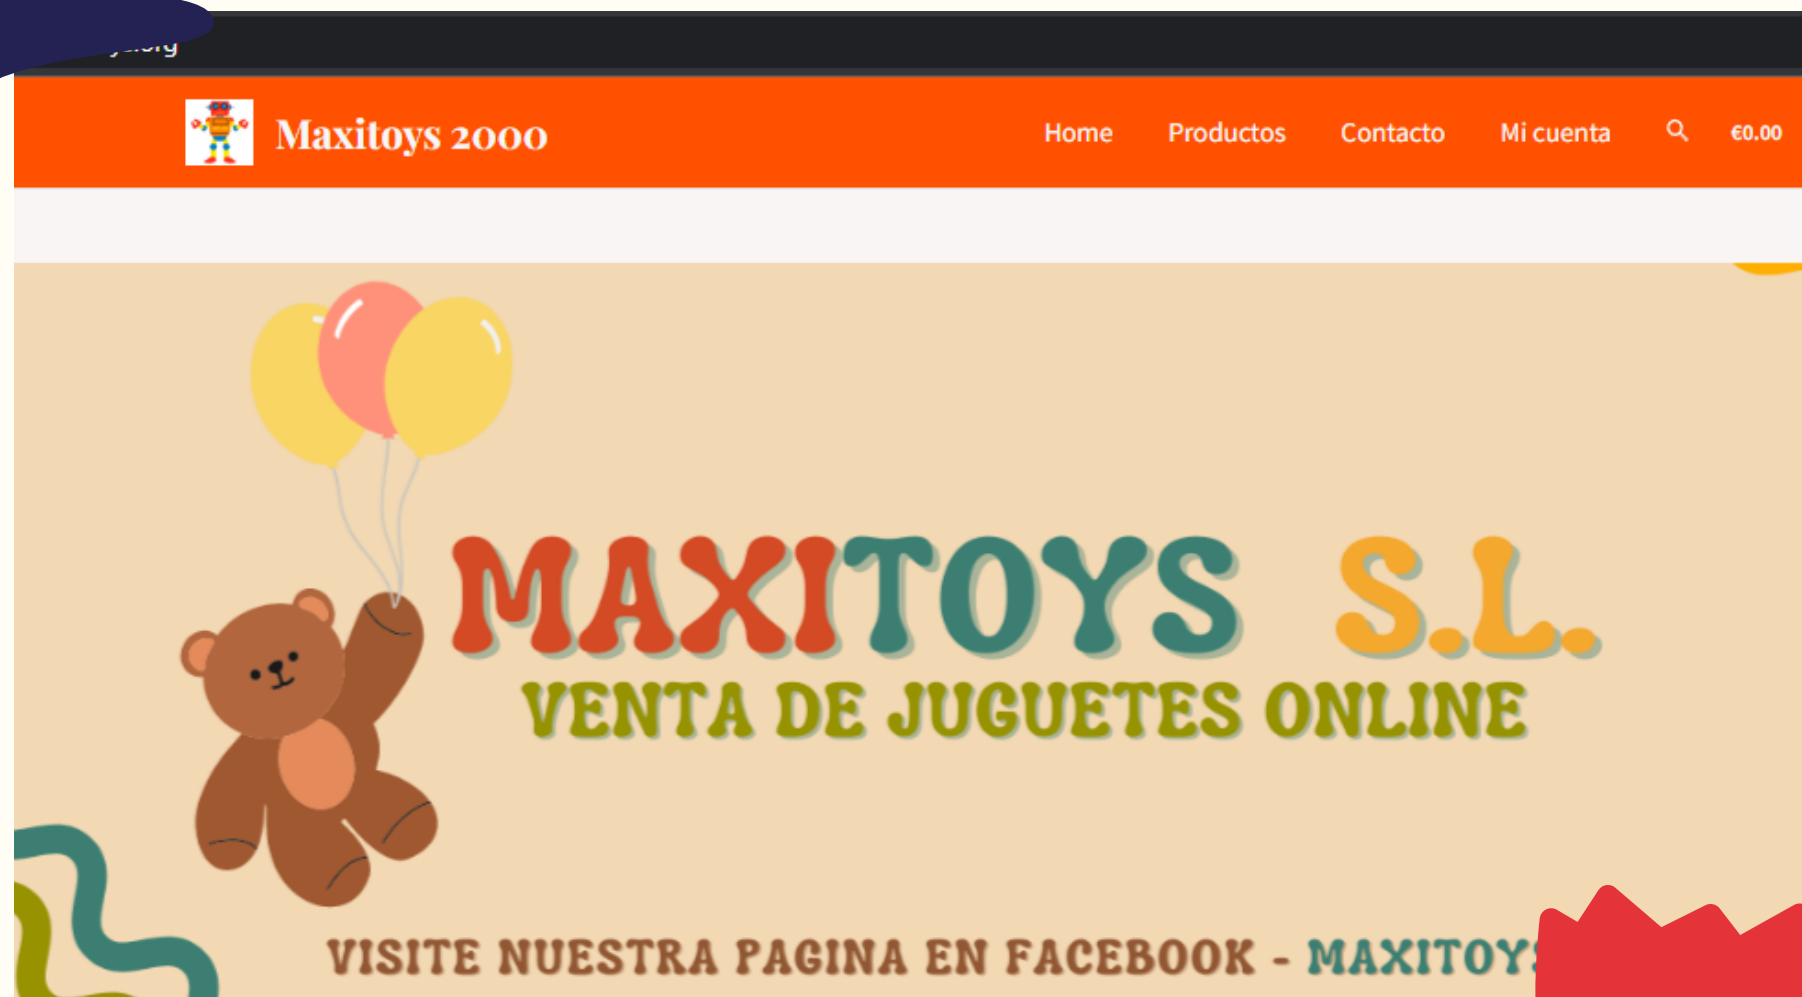 Maxitoys 2000
Home Productos Contacto Mi cuenta €0.00
MAXITOYS S.L.
VENTA DE JUGUETES ONLINE
VISITE NUESTRA PAGINA EN FACEBOOK - MAXITOYS